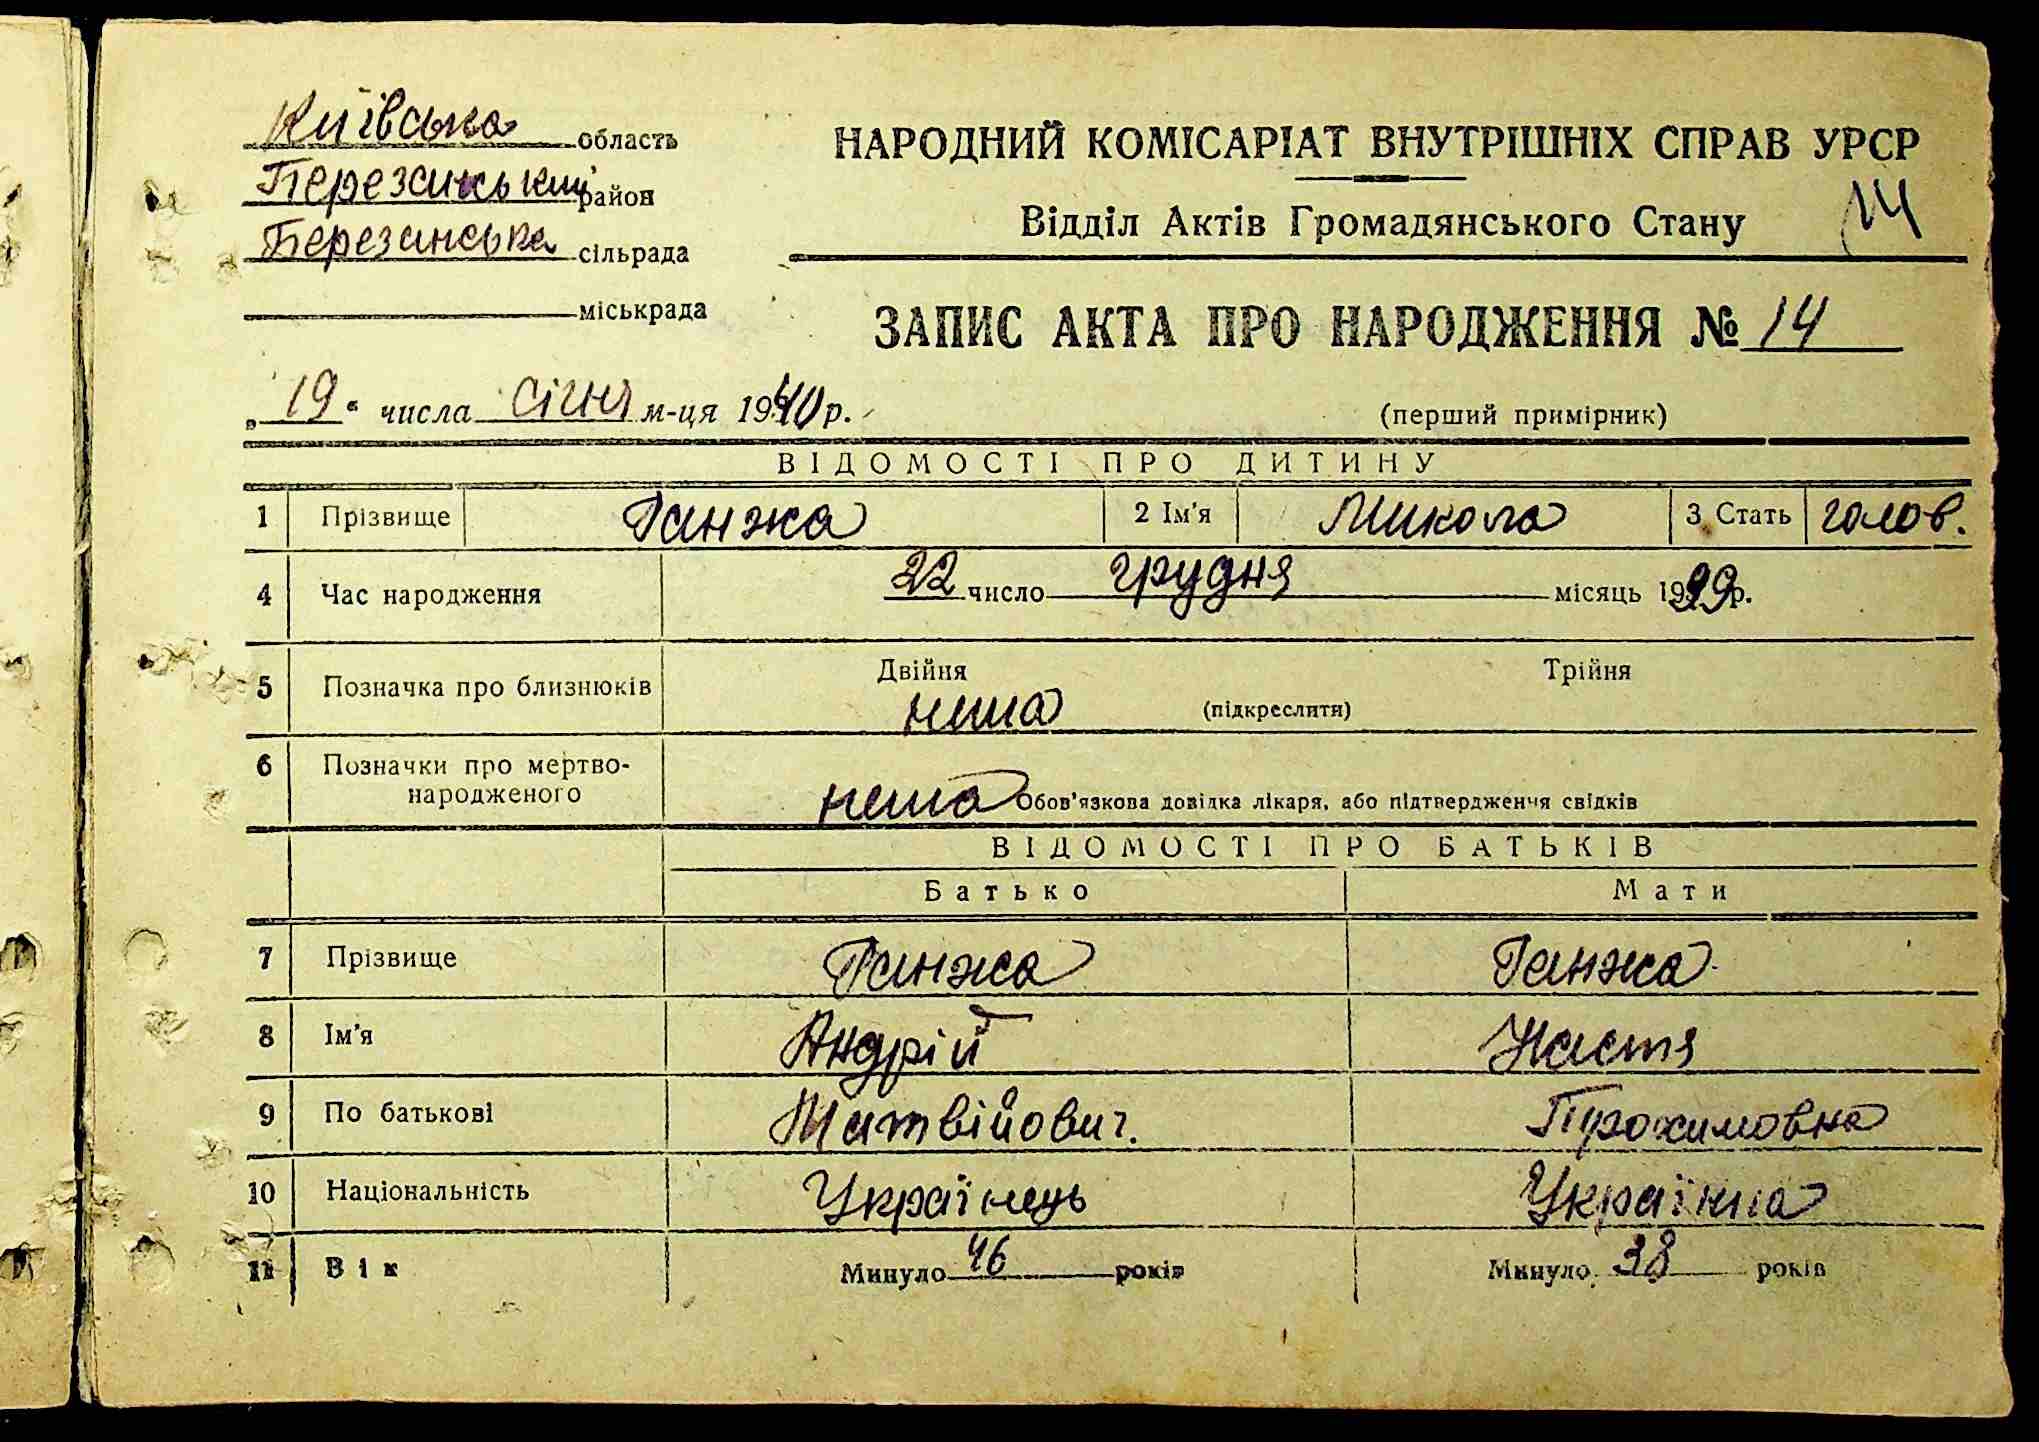 Київська область
Березанський район
Березанська сільрада
міськрада
НАРОДНИЙ КОМІСАРІАТ ВНУТРІШНІХ СПРАВ УРСР
Відділ Актів Громадянського Стану
14
ЗАПИС АКТА ПРО НАРОДЖЕННЯ № 14
„19“ числа січня м-ця 1940 р.
(перший примірник)
ВІДОМОСТІ ПРО ДИТИНУ
1 Прізвище Ганжа 2 Ім'я Микола 3 Стать голов.
4 Час народження 22 число грудня місяць 1939 р.
5 Позначка про близнюків Двійня Трійня
нема (підкреслити)
6 Позначки про мертво-
народженого нема Обов'язкова довідка лікаря, або підтвердження свідків
ВІДОМОСТІ ПРО БАТЬКІВ
Батько Мати
7 Прізвище Ганжа Ганжа
8 Ім'я Андрій Настя
9 По батькові Матвійович. Прохимовна
10 Національність Українець Українка
11 Вік Минуло 46 років Минуло 38 років